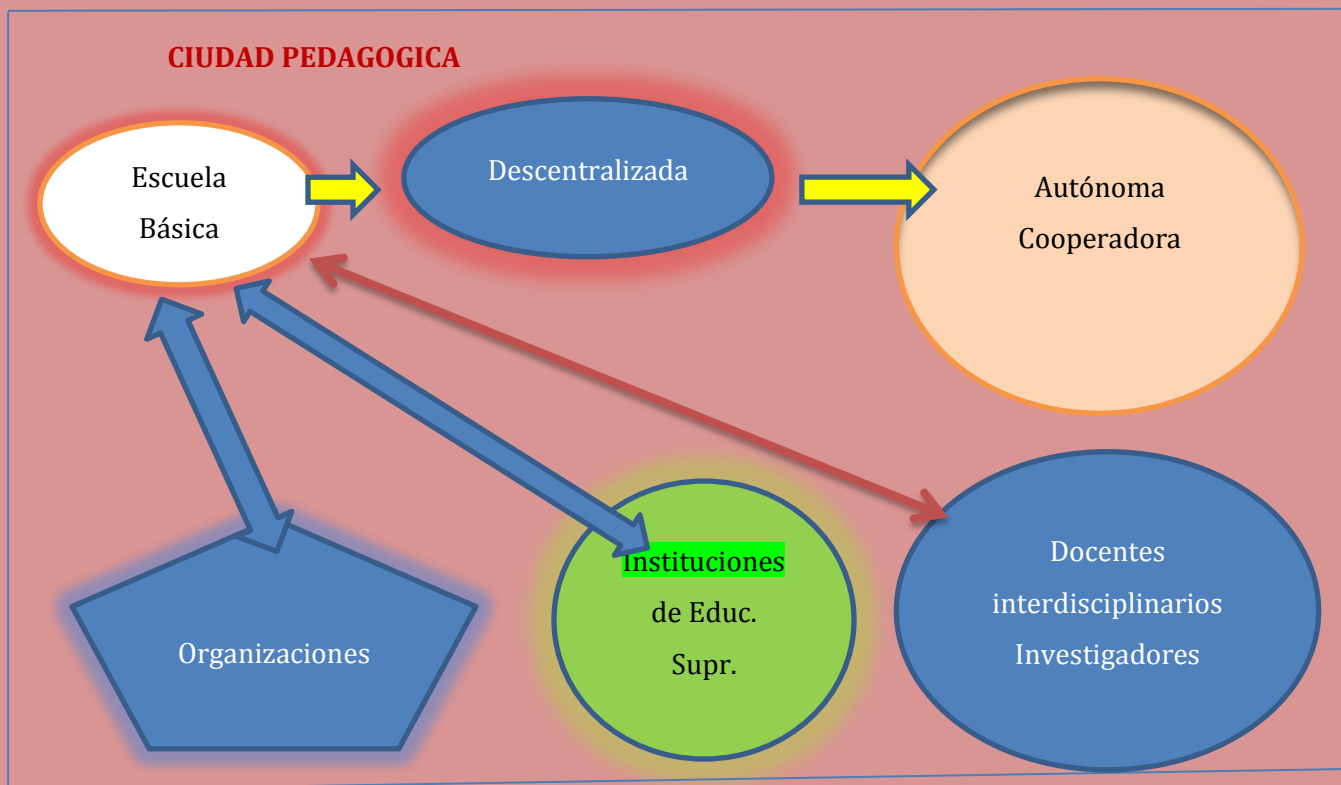 CIUDAD PEDAGOGICA
Escuela
Básica
Descentralizada
Autónoma
Cooperadora
Organizaciones
Instituciones
de Educ.
Supr.
Docentes
interdisciplinarios
Investigadores